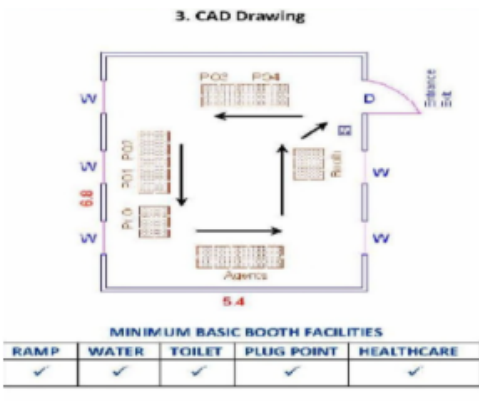 3. CAD Drawing
PO3 PO4
W
D
Entrance
Exit
PO1 PO2
Booth
W
W
6.8
W
W
Agents
5.4
MINIMUM BASIC BOOTH FACILITIES
RAMP WATER TOILET PLUG POINT HEALTHCARE
✓ ✓ ✓ ✓ ✓